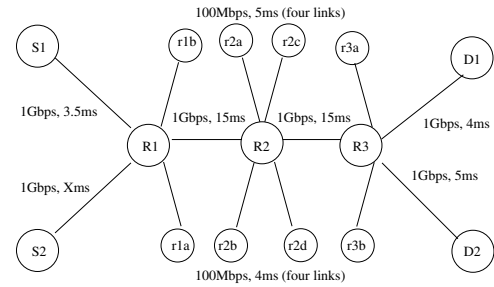 100Mbps, 5ms (four links)
S1
r1b
r2a
r2c
r3a
D1
1Gbps, 3.5ms
1Gbps, 15ms
1Gbps, 15ms
1Gbps, 4ms
R1
R2
R3
1Gbps, Xms
1Gbps, 5ms
S2
r1a
r2b
r2d
r3b
D2
100Mbps, 4ms (four links)